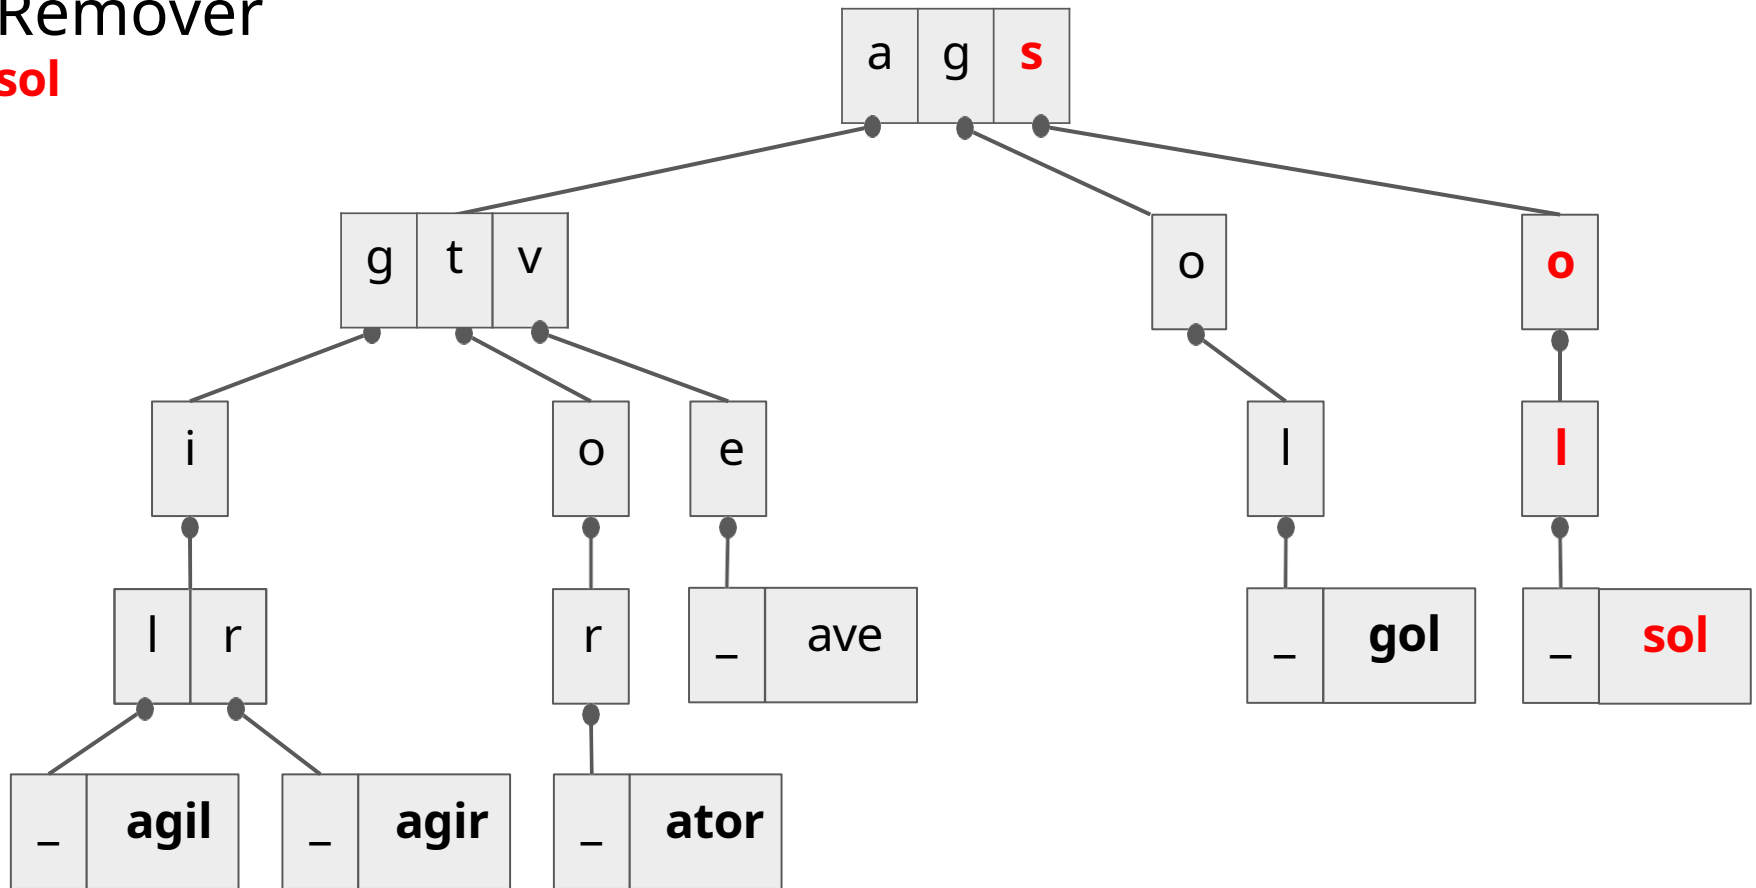 Remover
sol
a g s
g t v o o
i o e l l
l r r _ ave _ gol _ sol
_ agil _ agir _ ator